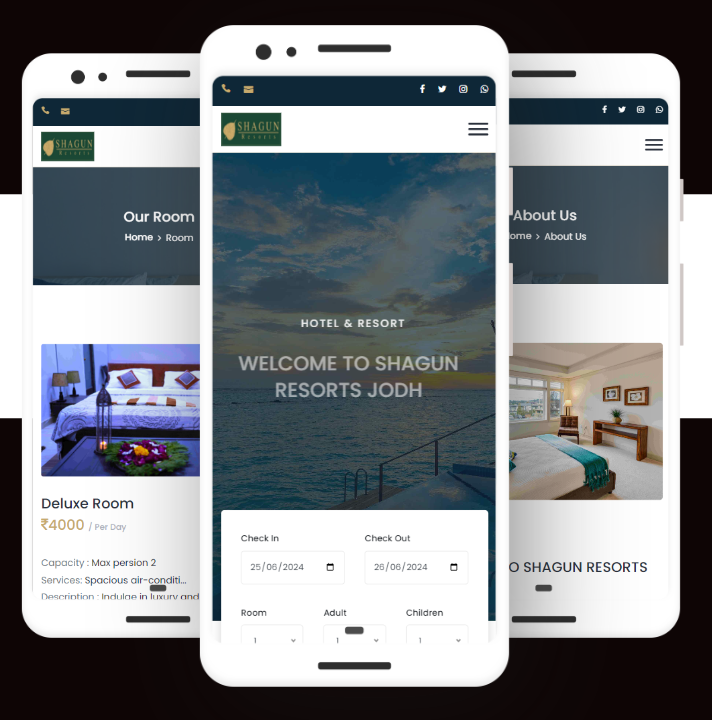 SHAGUN
RESORTS
Our Room
Home > Room
Deluxe Room
₹4000 / Per Day
Capacity : Max persion 2
Services: Spacious air-conditi...
Description : Indulge in luxury and
SHAGUN
RESORTS
HOTEL & RESORT
WELCOME TO SHAGUN
RESORTS JODH
Check In
Check Out
25/06/2024
26/06/2024
Room
Adult
Children
1
1
1
About Us
ome > About Us
O SHAGUN RESORTS